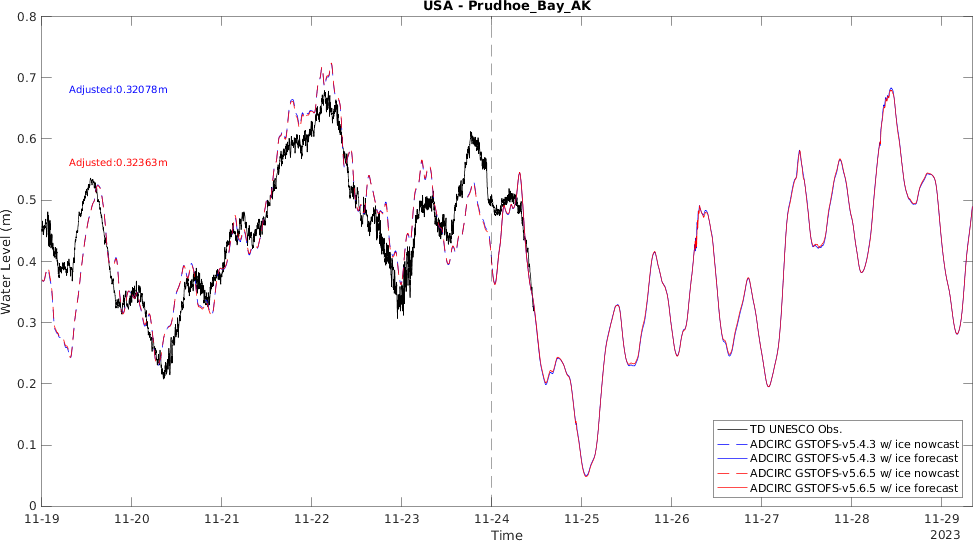 USA - Prudhoe_Bay_AK
0.8
0.7
0.6
0.5
0.4
0.3
0.2
0.1
0
Water Level (m)
Adjusted:0.32078m
Adjusted:0.32363m
TD UNESCO Obs.
ADCIRC GSTOFS-v5.4.3 w/ ice nowcast
ADCIRC GSTOFS-v5.4.3 w/ ice forecast
ADCIRC GSTOFS-v5.6.5 w/ ice nowcast
ADCIRC GSTOFS-v5.6.5 w/ ice forecast
11-19 11-20 11-21 11-22 11-23 11-24 11-25 11-26 11-27 11-28 11-29
Time
2023